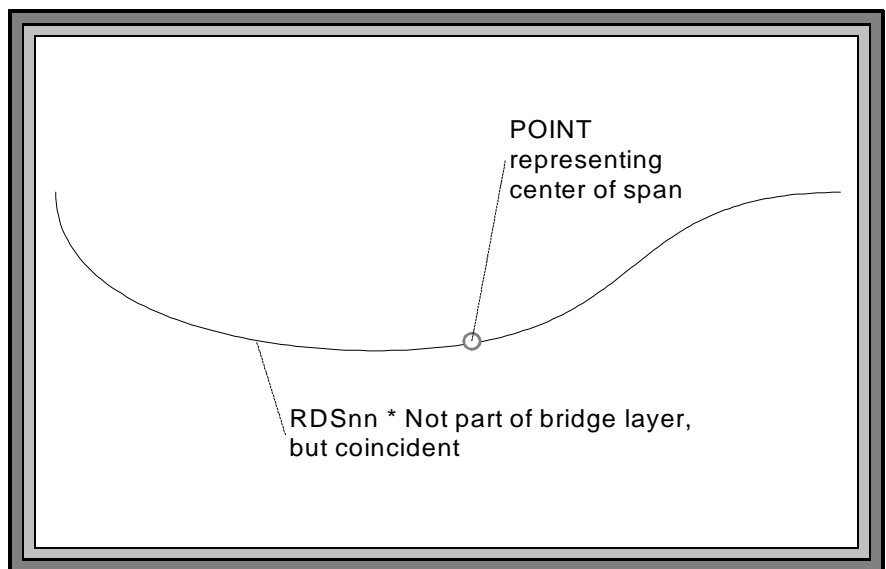 POINT
representing
center of span
RDSnn * Not part of bridge layer,
but coincident